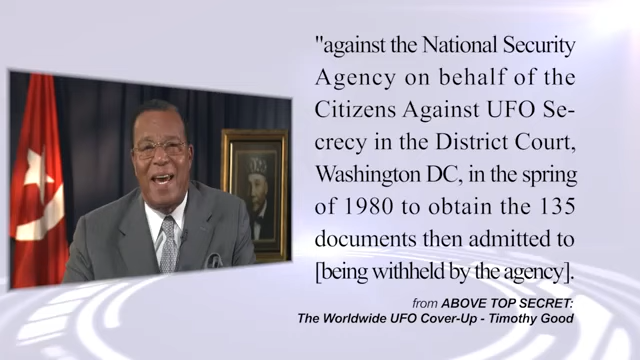 "against the National Security
Agency on behalf of the
Citizens Against UFO Se-
crecy in the District Court,
Washington DC, in the spring
of 1980 to obtain the 135
documents then admitted to
[being withheld by the agency].
from ABOVE TOP SECRET:
The Worldwide UFO Cover-Up - Timothy Good